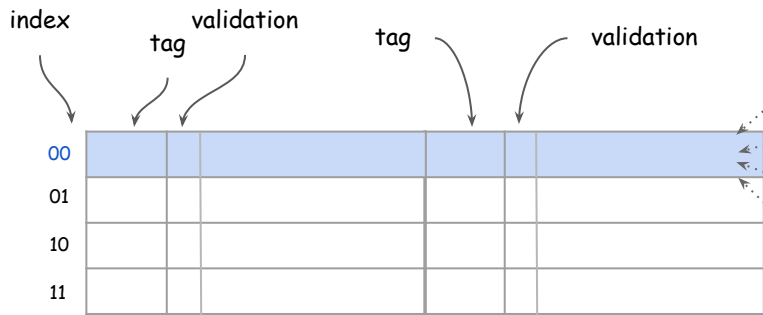 index
tag
validation
tag
validation
00
01
10
11